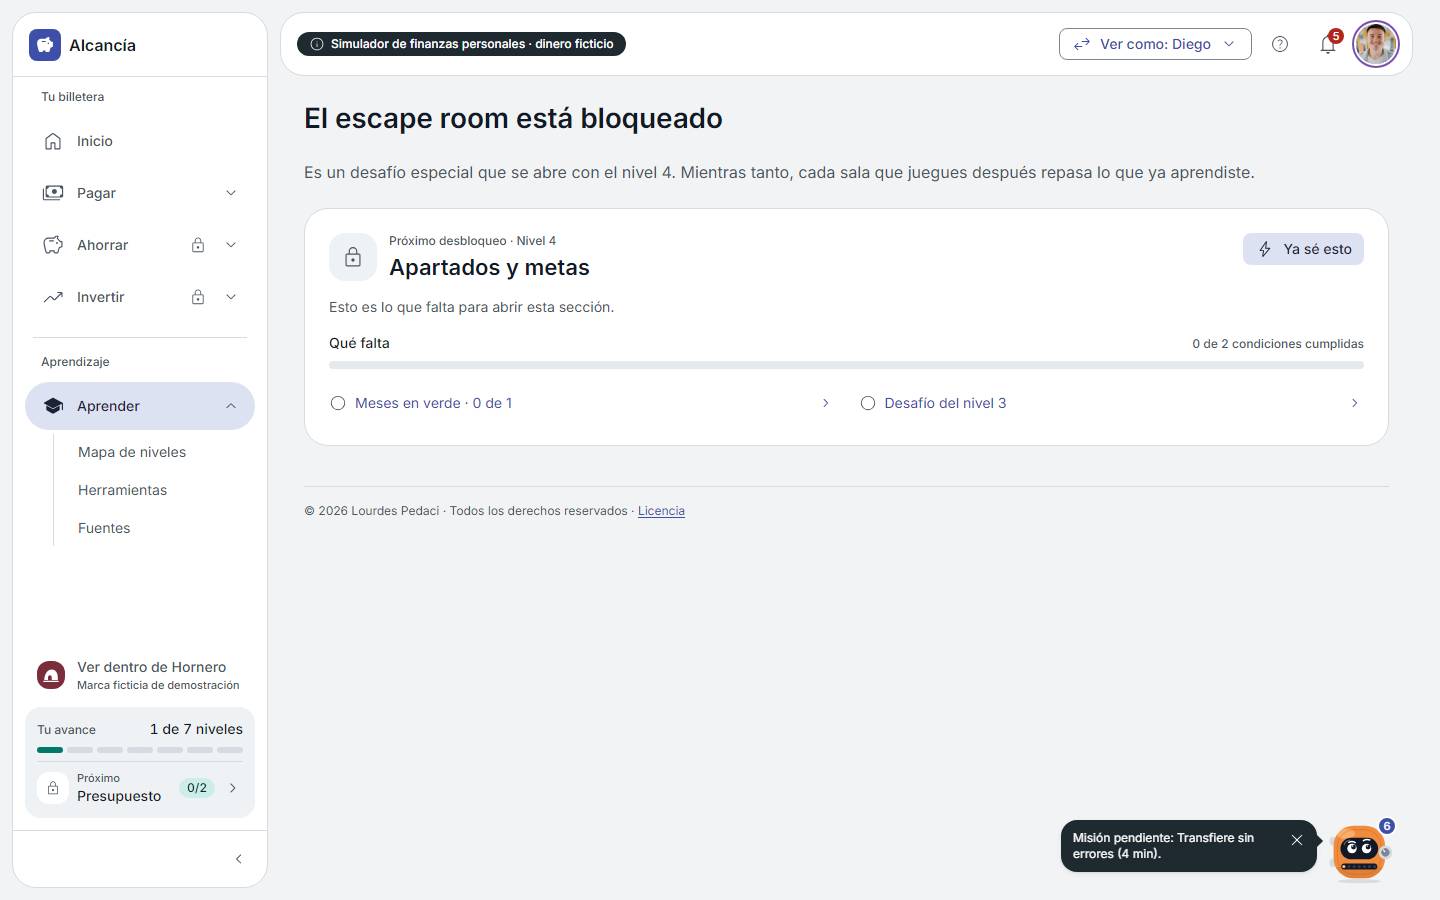 Alcancía
Simulador de finanzas personales · dinero ficticio
Ver como: Diego
5
Tu billetera
Inicio
Pagar
Ahorrar
Invertir
Aprendizaje
Aprender
Mapa de niveles
Herramientas
Fuentes
Ver dentro de Hornero
Marca ficticia de demostración
Tu avance
1 de 7 niveles
Próximo
Presupuesto
0/2
El escape room está bloqueado
Es un desafío especial que se abre con el nivel 4. Mientras tanto, cada sala que juegues después repasa lo que ya aprendiste.
Próximo desbloqueo · Nivel 4
Apartados y metas
Ya sé esto
Esto es lo que falta para abrir esta sección.
Qué falta
0 de 2 condiciones cumplidas
Meses en verde · 0 de 1
Desafío del nivel 3
© 2026 Lourdes Pedaci · Todos los derechos reservados · Licencia
Misión pendiente: Transfiere sin
errores (4 min).
6